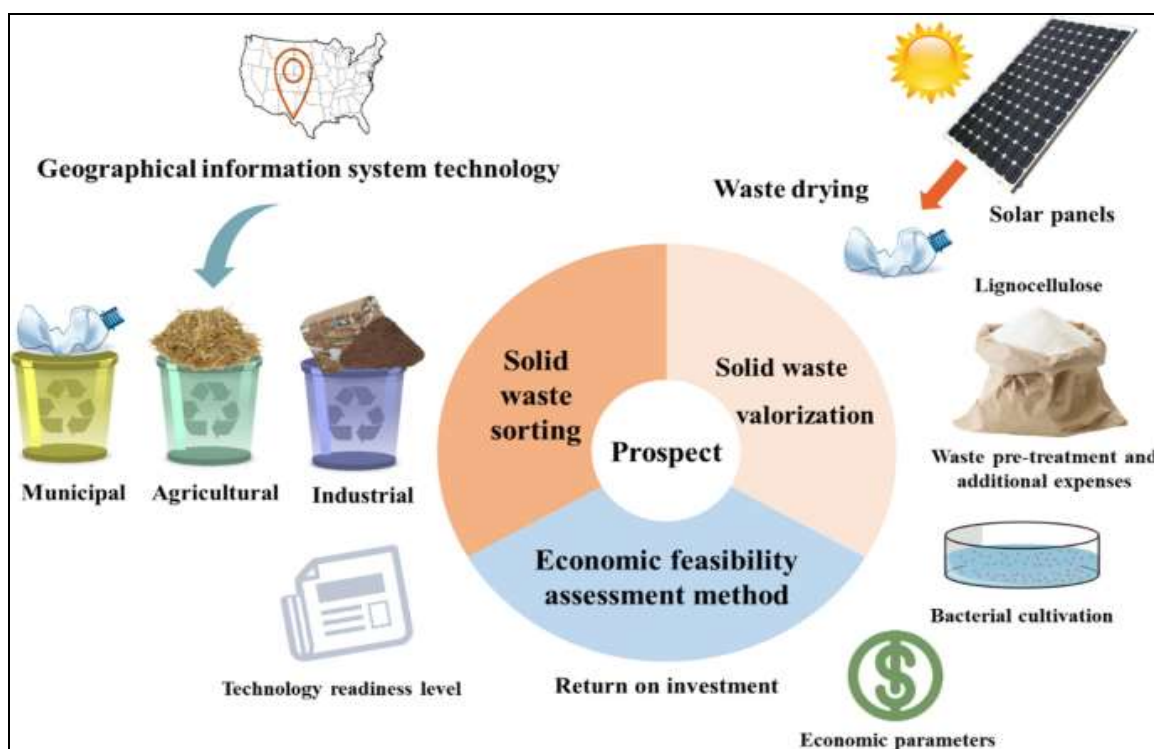 Geographical information system technology
Municipal
Agricultural
Industrial
Solid
waste
sorting
Solid waste
valorization
Prospect
Economic feasibility
assessment method
Waste drying
Solar panels
Lignocellulose
Waste pre-treatment and
additional expenses
Bacterial cultivation
Technology readiness level
Return on investment
Economic parameters